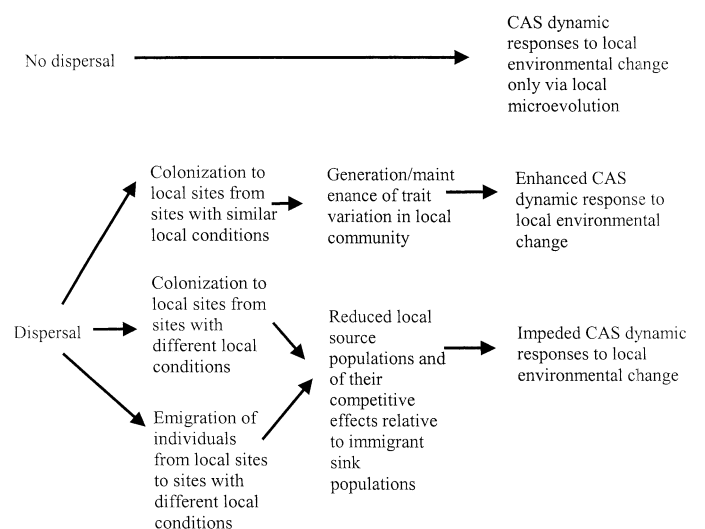 No dispersal
CAS dynamic
responses to local
environmental change
only via local
microevolution
Colonization to
local sites from
sites with similar
local conditions
Generation/maint
enance of trait
variation in local
community
Enhanced CAS
dynamic response to
local environmental
change
Dispersal
Colonization to
local sites from
sites with
different local
conditions
Emigration of
individuals
from local sites
to sites with
different local
conditions
Reduced local
source
populations and
of their
competitive
effects relative
to immigrant
sink
populations
Impeded CAS dynamic
responses to local
environmental change